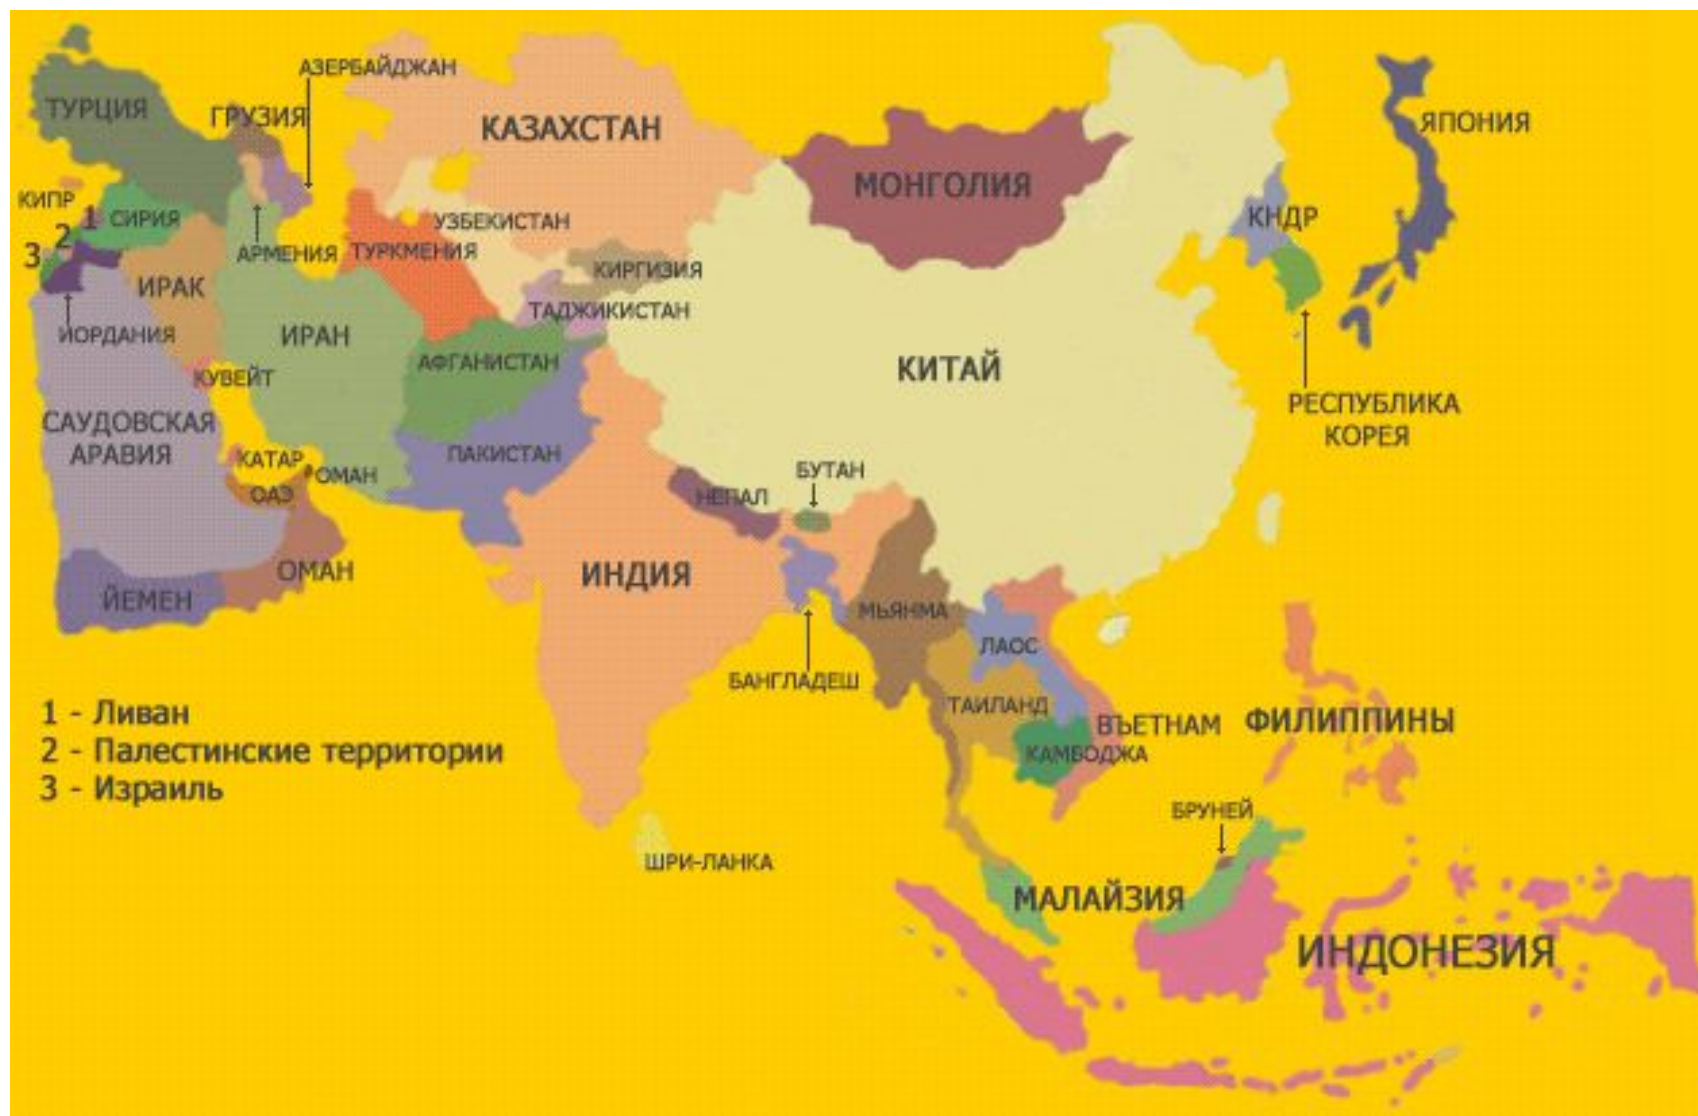 АЗЕРБАЙДЖАН
ТУРЦИЯ
ГРУЗИЯ
КАЗАХСТАН
ЯПОНИЯ
МОНГОЛИЯ
КИПР
1
СИРИЯ
УЗБЕКИСТАН
КНДР
2
3
АРМЕНИЯ
ТУРКМЕНИЯ
КИРГИЗИЯ
ИРАК
ТАДЖИКИСТАН
ИОРДАНИЯ
ИРАН
АФГАНИСТАН
КИТАЙ
КУВЕЙТ
РЕСПУБЛИКА
КОРЕЯ
САУДОВСКАЯ
АРАВИЯ
ПАКИСТАН
КАТАР
ОМАН
БУТАН
ОАЭ
НЕПАЛ
ОМАН
ИНДИЯ
ЙЕМЕН
МЬЯНМА
ЛАОС
БАНГЛАДЕШ
ТАИЛАНД
ВЪЕТНАМ
ФИЛИППИНЫ
КАМБОДЖА
1 - Ливан
2 - Палестинские территории
3 - Израиль
БРУНЕЙ
ШРИ-ЛАНКА
МАЛАЙЗИЯ
ИНДОНЕЗИЯ